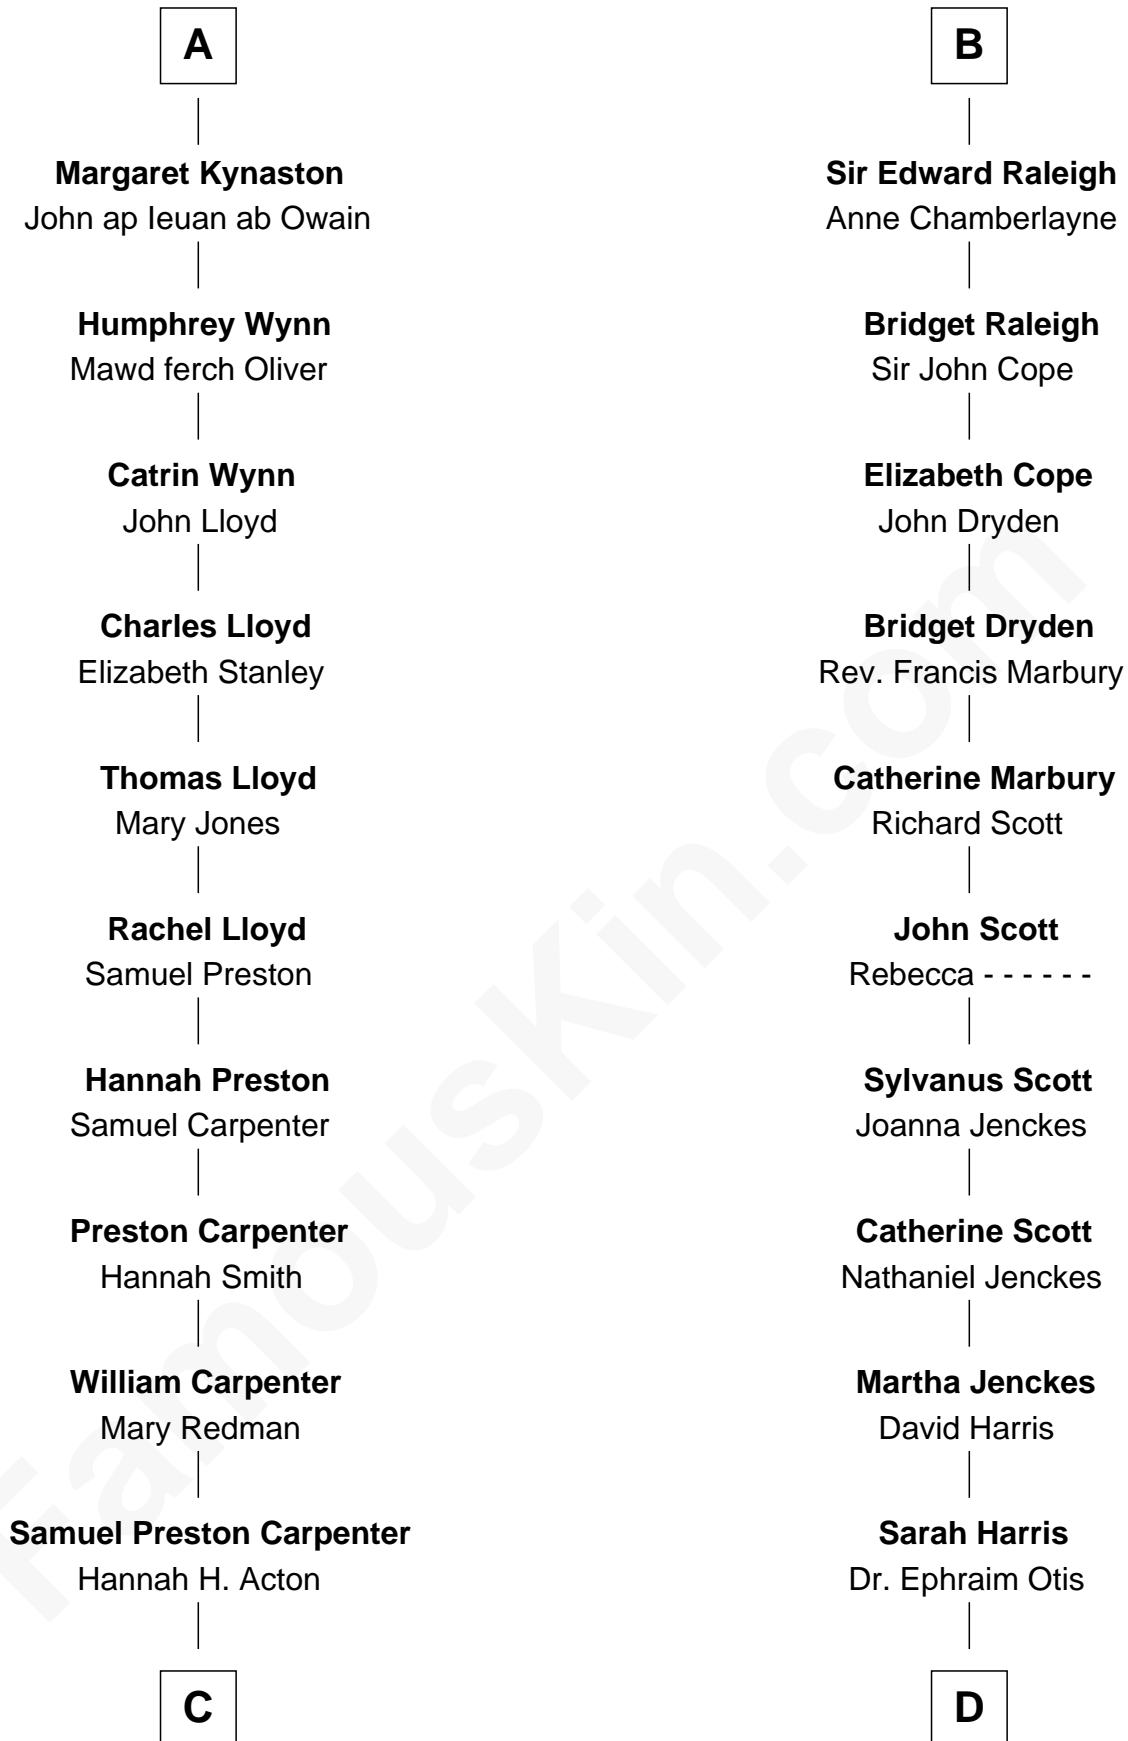 A
Margaret Kynaston
John ap Ieuan ab Owain
Humphrey Wynn
Mawd ferch Oliver
Catrin Wynn
John Lloyd
Charles Lloyd
Elizabeth Stanley
Thomas Lloyd
Mary Jones
Rachel Lloyd
Samuel Preston
Hannah Preston
Samuel Carpenter
Preston Carpenter
Hannah Smith
William Carpenter
Mary Redman
Samuel Preston Carpenter
Hannah H. Acton
C
B
Sir Edward Raleigh
Anne Chamberlayne
Bridget Raleigh
Sir John Cope
Elizabeth Cope
John Dryden
Bridget Dryden
Rev. Francis Marbury
Catherine Marbury
Richard Scott
John Scott
Rebecca - - - - - -
Sylvanus Scott
Joanna Jenckes
Catherine Scott
Nathaniel Jenckes
Martha Jenckes
David Harris
Sarah Harris
Dr. Ephraim Otis
D
FamousKin.com